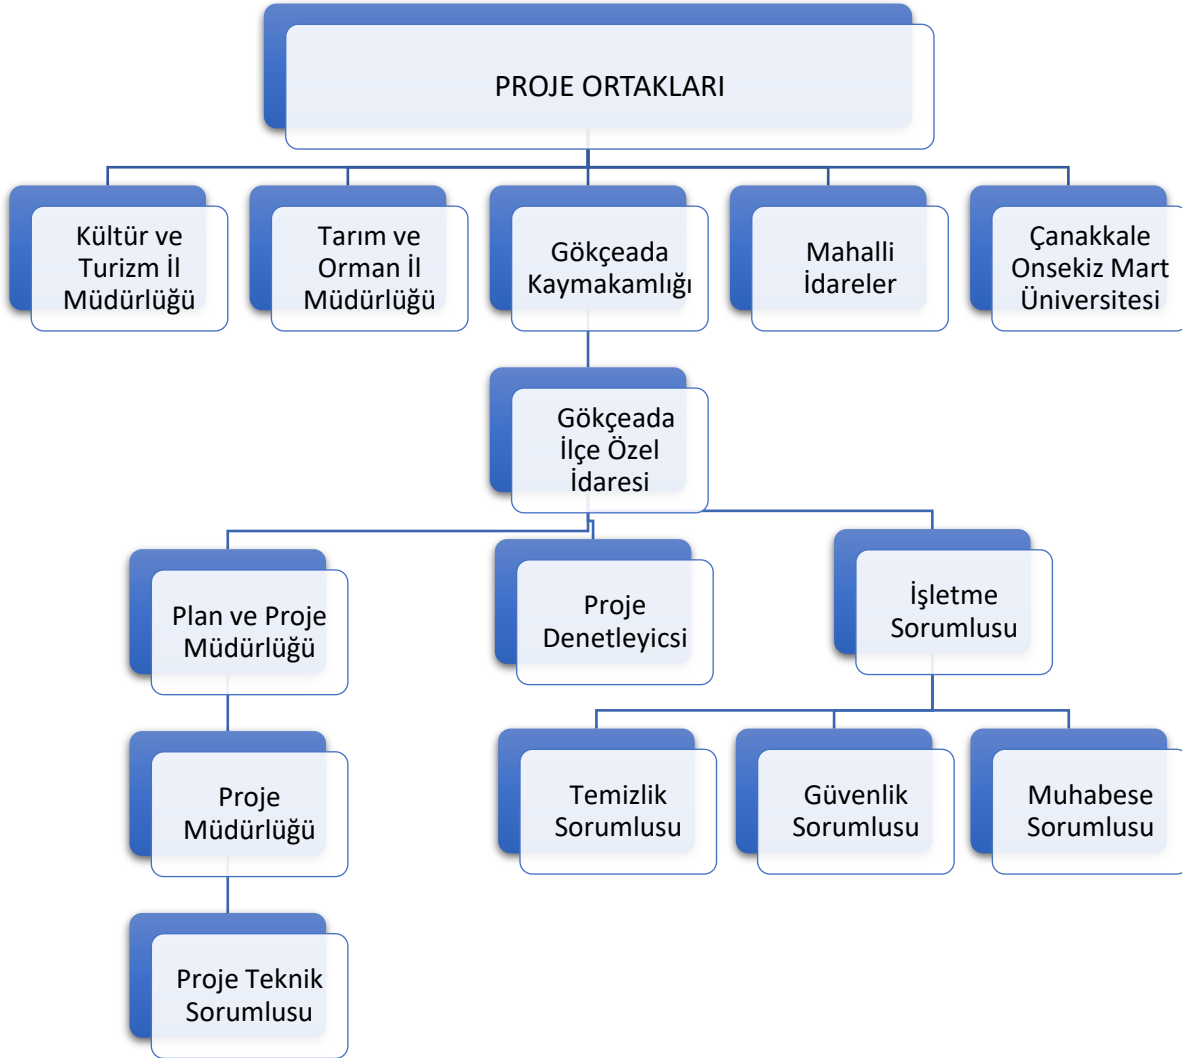 PROJE ORTAKLARI
Kültür ve
Turizm İl
Müdürlüğü
Tarım ve
Orman İl
Müdürlüğü
Gökçeada
Kaymakamlığı
Mahalli
İdareler
Çanakkale
Onsekiz Mart
Üniversitesi
Gökçeada
İlçe Özel
İdaresi
Plan ve Proje
Müdürlüğü
Proje
Denetleyicsi
İşletme
Sorumlusu
Proje
Müdürlüğü
Temizlik
Sorumlusu
Güvenlik
Sorumlusu
Muhabese
Sorumlusu
Proje Teknik
Sorumlusu